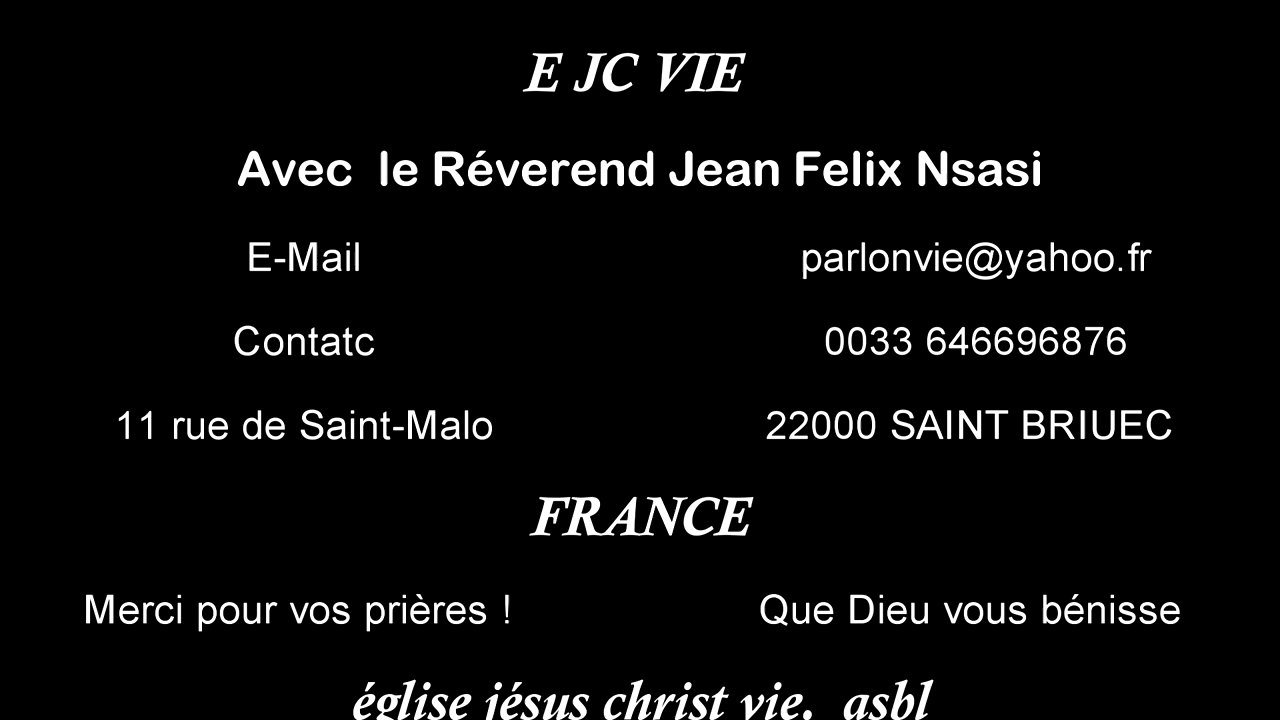 E JC VIE
Avec le Réverend Jean Felix Nsasi
E-Mail parlonvie@yahoo.fr
Contatc 0033 646696876
11 rue de Saint-Malo 22000 SAINT BRIUEC
FRANCE
Merci pour vos prières ! Que Dieu vous bénisse
église jésus christ vie. asbl